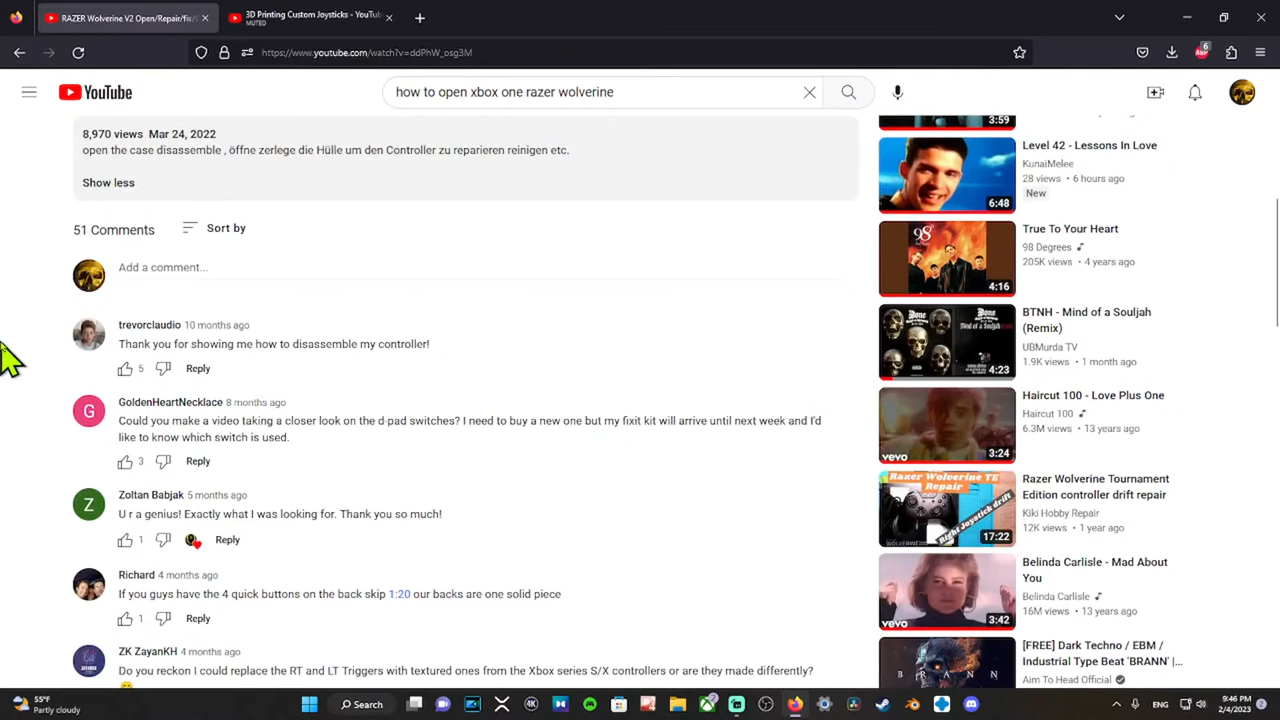 RAZER Wolverine V2 Open/Repair/fix/
3D Printing Custom Joysticks - YouTu
MUTED
https://www.youtube.com/watch?v=ddPhW_osg3M
6
YouTube
how to open xbox one razer wolverine
8,970 views Mar 24, 2022
open the case disassemble , öffne zerlege die Hülle um den Controller zu reparieren reinigen etc.
Show less
51 Comments
Sort by
Add a comment...
trevorclaudio 10 months ago
Thank you for showing me how to disassemble my controller!
5 Reply
G
GoldenHeartNecklace 8 months ago
Could you make a video taking a closer look on the d-pad switches? I need to buy a new one but my fixit kit will arrive until next week and I'd
like to know which switch is used.
3 Reply
Z
Zoltan Babjak 5 months ago
U r a genius! Exactly what I was looking for. Thank you so much!
1 Reply
Richard 4 months ago
If you guys have the 4 quick buttons on the back skip 1:20 our backs are one solid piece
1 Reply
ZK ZayanKH 4 months ago
Do you reckon I could replace the RT and LT Triggers with textured ones from the Xbox series S/X controllers or are they made differently?
3:59
Level 42 - Lessons In Love
KunaiMelee
28 views • 6 hours ago
New
6:48
True To Your Heart
98 Degrees
205K views • 4 years ago
98°
4:16
BTNH - Mind of a Souljah
(Remix)
UBMurda TV
1.9K views • 1 month ago
4:23
Haircut 100 - Love Plus One
Haircut 100
6.3M views • 13 years ago
vevo
3:24
Razer Wolverine Tournament
Edition controller drift repair
Kiki Hobby Repair
12K views • 1 year ago
Razer Wolverine TE
Repair
Right Joystick drift
17:22
Belinda Carlisle - Mad About
You
Belinda Carlisle
16M views • 13 years ago
vevo
3:42
[FREE] Dark Techno / EBM /
Industrial Type Beat 'BRANN' |...
Aim To Head Official
BRANN
55°F
Partly cloudy
Search
ENG
9:46 PM
2/4/2023